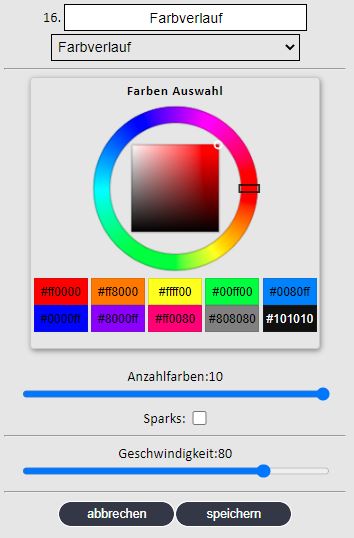 16. Farbverlauf
Farbverlauf
Farben Auswahl
#ff0000 #ff8000 #ffff00 #00ff00 #0080ff
#0000ff #8000ff #ff0080 #808080 #101010
Anzahlfarben:10
Sparks:
Geschwindigkeit:80
abbrechen speichern